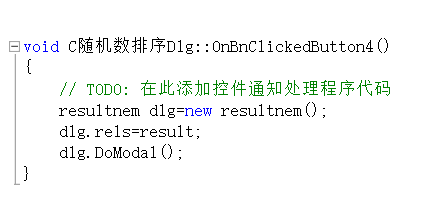 void C随机数排序Dlg::OnBnClickedButton4()
{
// TODO: 在此添加控件通知处理程序代码
resultnem dlg=new resultnem();
dlg.rels=result;
dlg.DoModal();
}